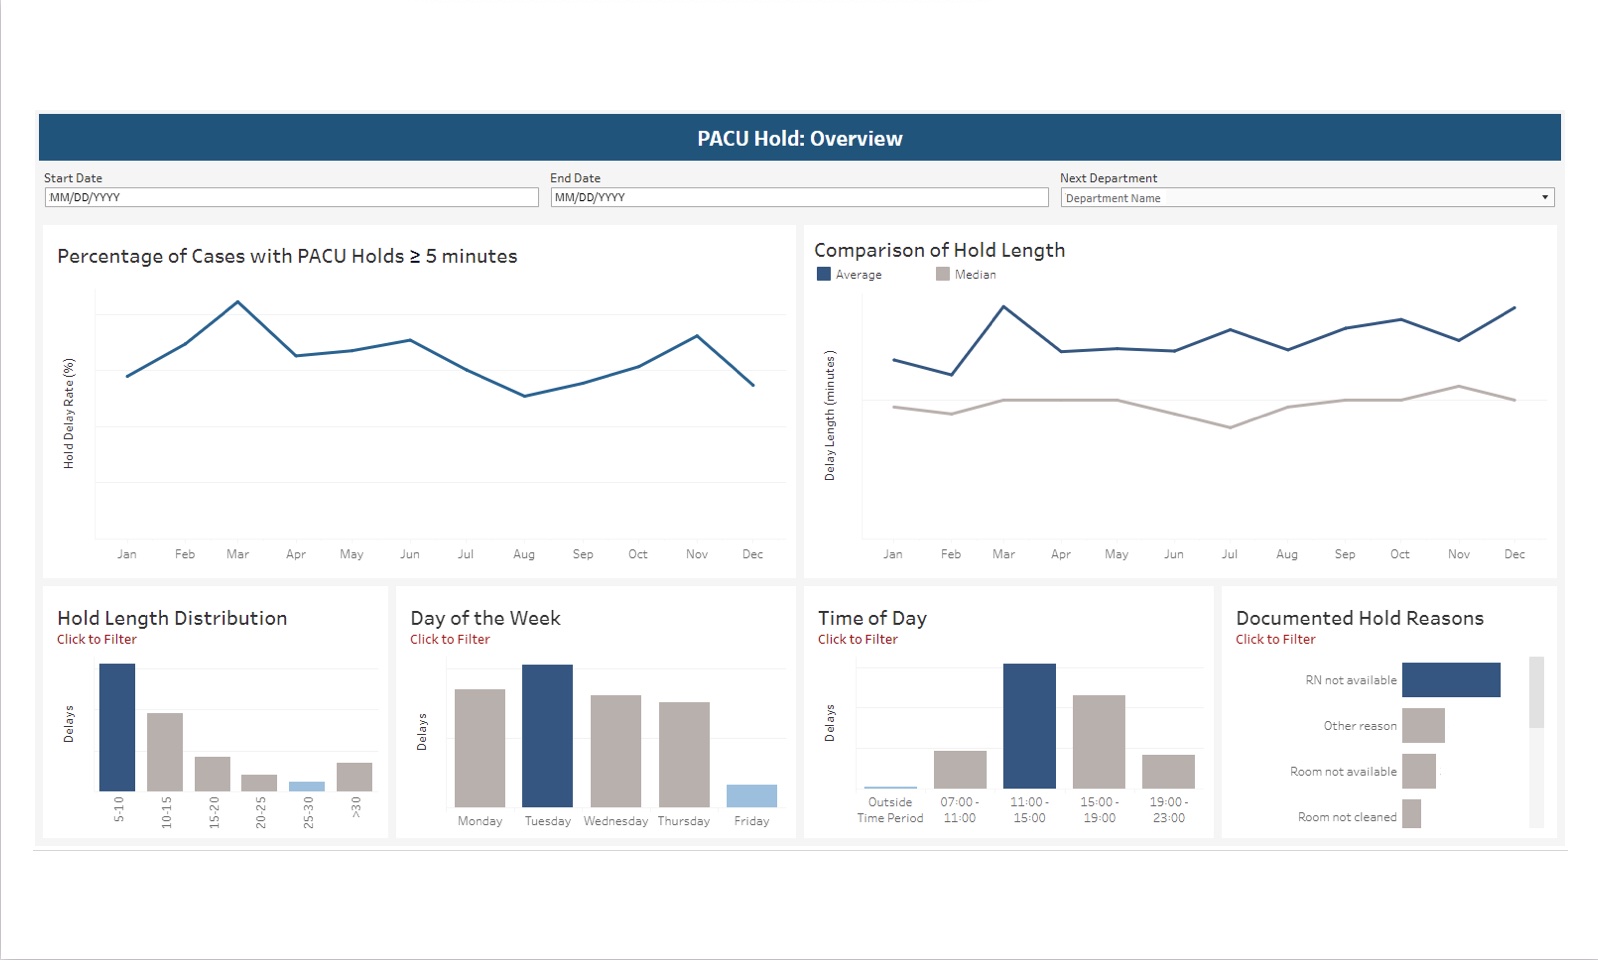 PACU Hold: Overview
Start Date
End Date
Next Department
MM/DD/YYYY
MM/DD/YYYY
Department Name
Percentage of Cases with PACU Holds ≥ 5 minutes
Hold Delay Rate (%)
Jan Feb Mar Apr May Jun Jul Aug Sep Oct Nov Dec
Comparison of Hold Length
Average Median
Delay Length (minutes)
Jan Feb Mar Apr May Jun Jul Aug Sep Oct Nov Dec
Hold Length Distribution
Click to Filter
Delays
5-10 10-15 15-20 20-25 25-30 >30
Day of the Week
Click to Filter
Delays
Monday Tuesday Wednesday Thursday Friday
Time of Day
Click to Filter
Delays
Outside
Time Period
07:00 -
11:00
11:00 -
15:00
15:00 -
19:00
19:00 -
23:00
Documented Hold Reasons
Click to Filter
RN not available
Other reason
Room not available
Room not cleaned